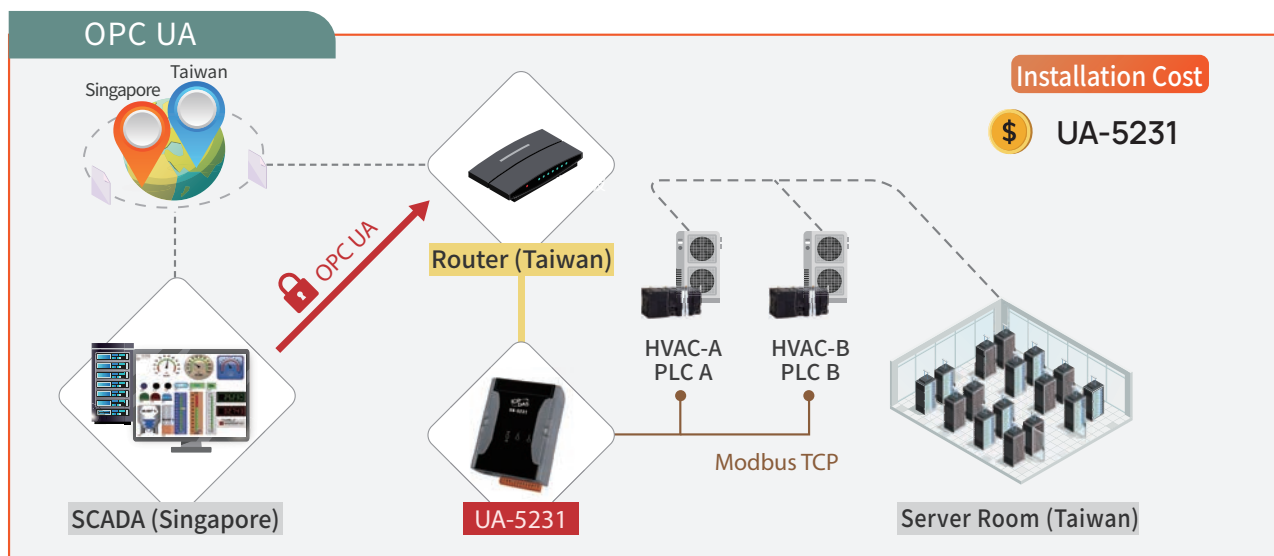 OPC UA
Taiwan
Singapore
Installation Cost
$ UA-5231
OPC UA
Router (Taiwan)
HVAC-A
PLC A
HVAC-B
PLC B
Modbus TCP
SCADA (Singapore)
UA-5231
Server Room (Taiwan)